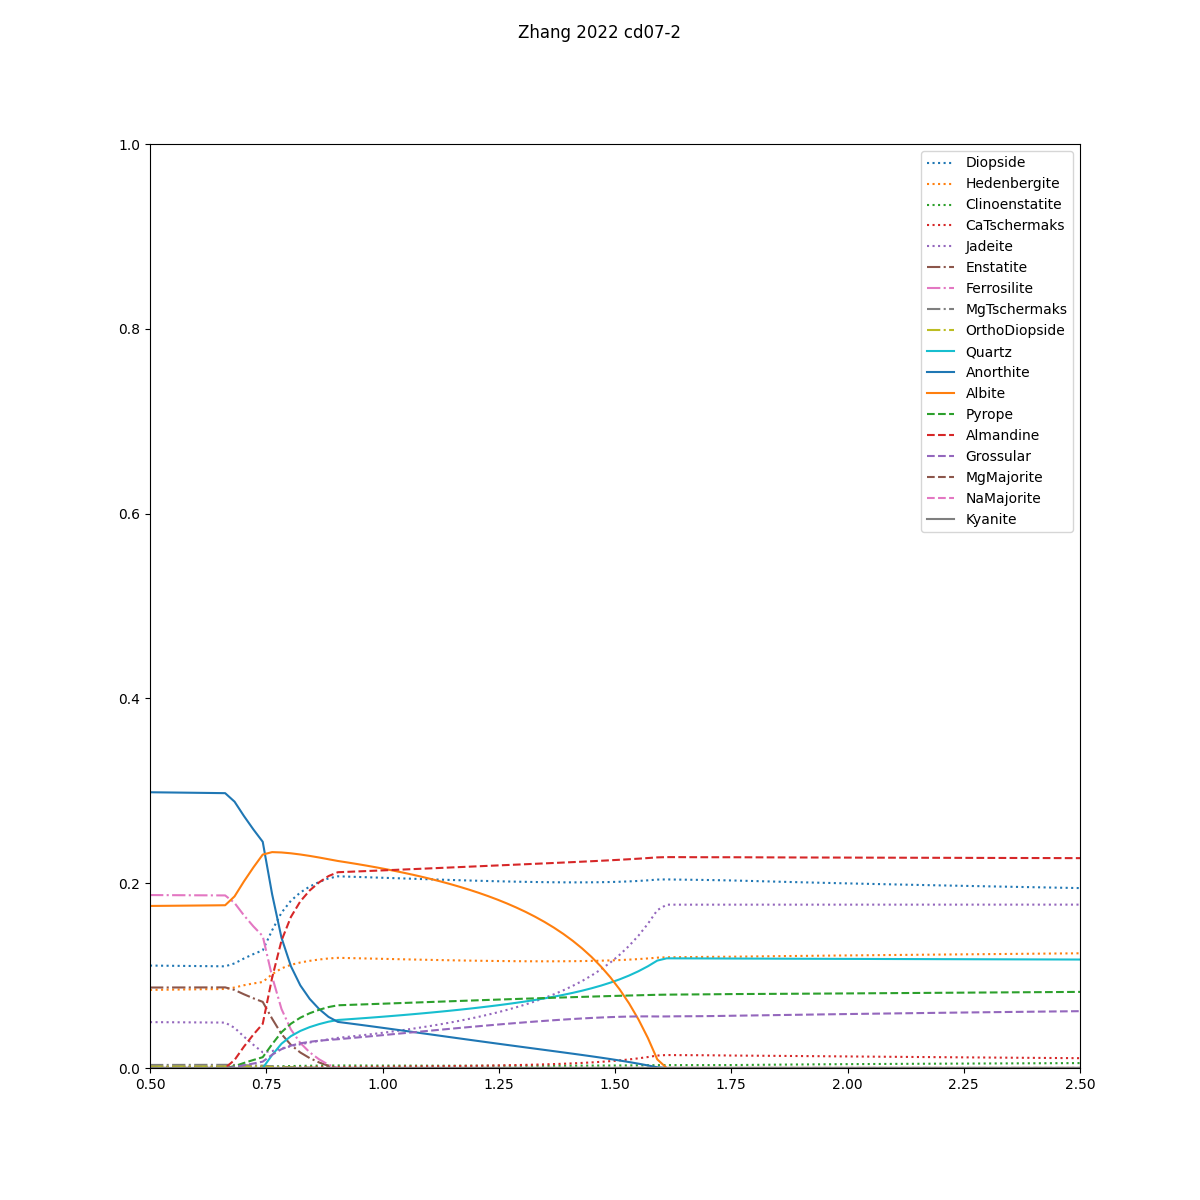 Zhang 2022 cd07-2
1.0
0.8
0.6
0.4
0.2
0.0
Diopside
Hedenbergite
Clinoenstatite
CaTschermaks
Jadeite
Enstatite
Ferrosilite
MgTschermaks
OrthoDiopside
Quartz
Anorthite
Albite
Pyrope
Almandine
Grossular
MgMajorite
NaMajorite
Kyanite
0.50 0.75 1.00 1.25 1.50 1.75 2.00 2.25 2.50